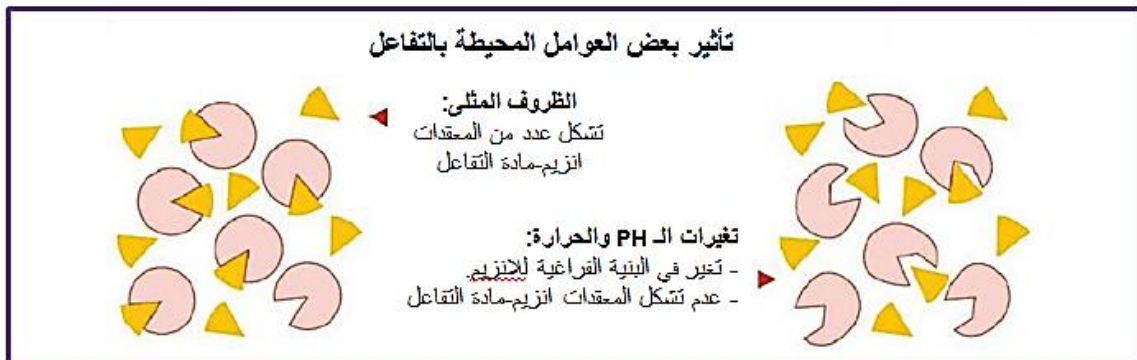 تأثير بعض العوامل المحيطة بالتفاعل
الظروف المثلى:
تشكل عدد من المعقدات
انزيم-مادة التفاعل
تغيرات الـ PH والحرارة:
- تغير في البنية الفراغية للانزيم.
- عدم تشكل المعقدات انزيم-مادة التفاعل